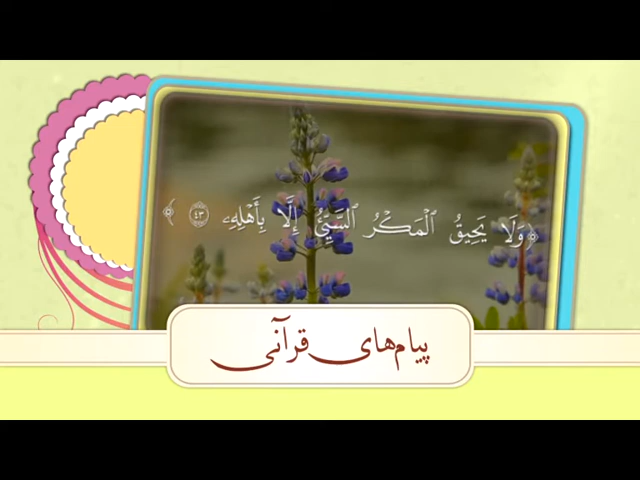 ﴿وَلَا يَحِيقُ ٱلْمَكْرُ ٱلسَّيِّئُ إِلَّا بِأَهْلِهِۦ ٤٣﴾
پیام‌های قرآنی